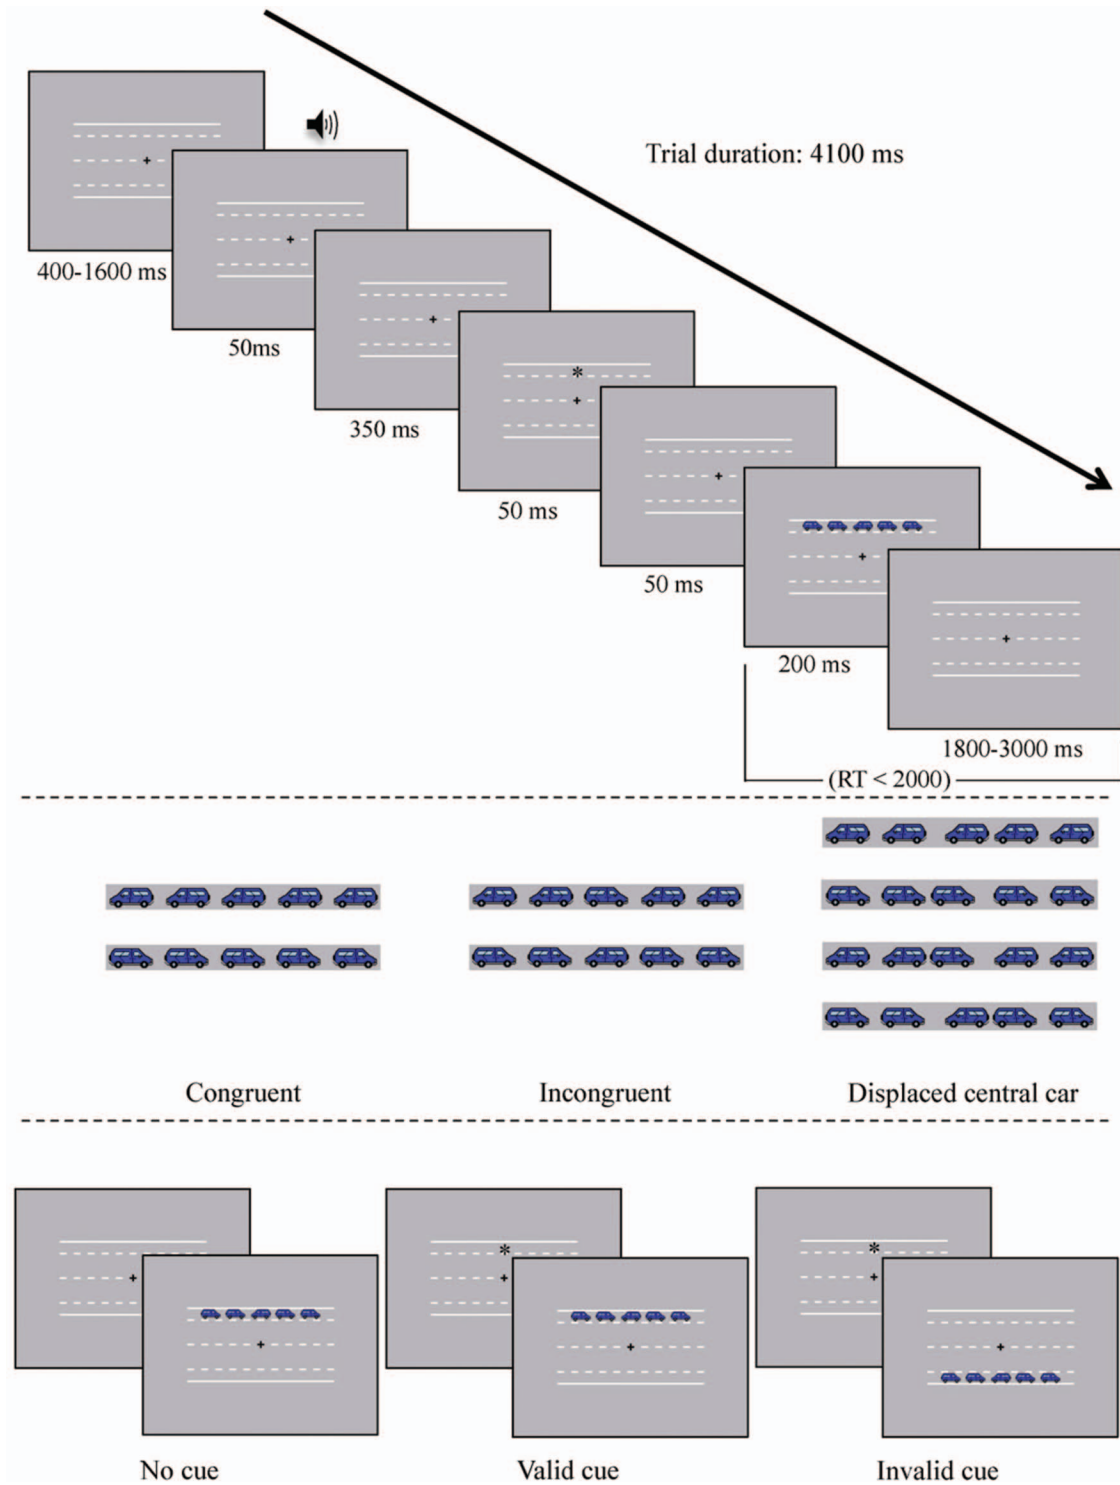 Trial duration: 4100 ms
400-1600 ms
50ms
350 ms
*
50 ms
50 ms
200 ms
1800-3000 ms
(RT < 2000)
Congruent
Incongruent
Displaced central car
*
*
No cue
Valid cue
Invalid cue